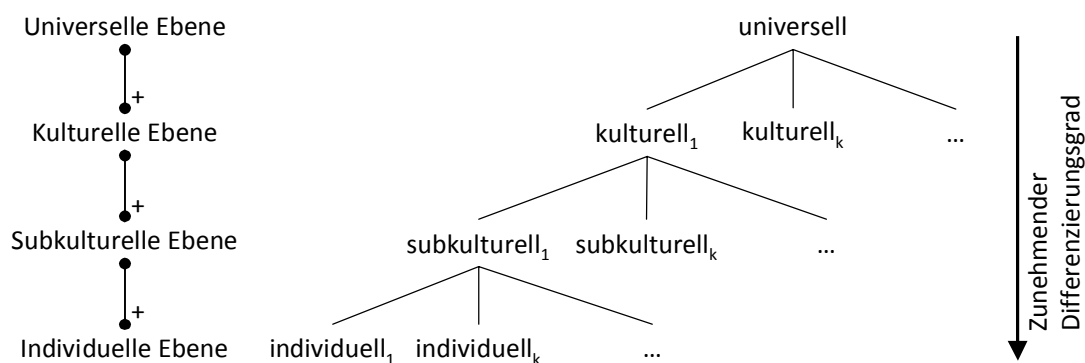 Universelle Ebene universell
+
Kulturelle Ebene kulturell₁ kulturellₖ ...
+
Subkulturelle Ebene subkulturell₁ subkulturellₖ ...
+
Individuelle Ebene individuell₁ individuellₖ ...
Zunehmender
Differenzierungsgrad